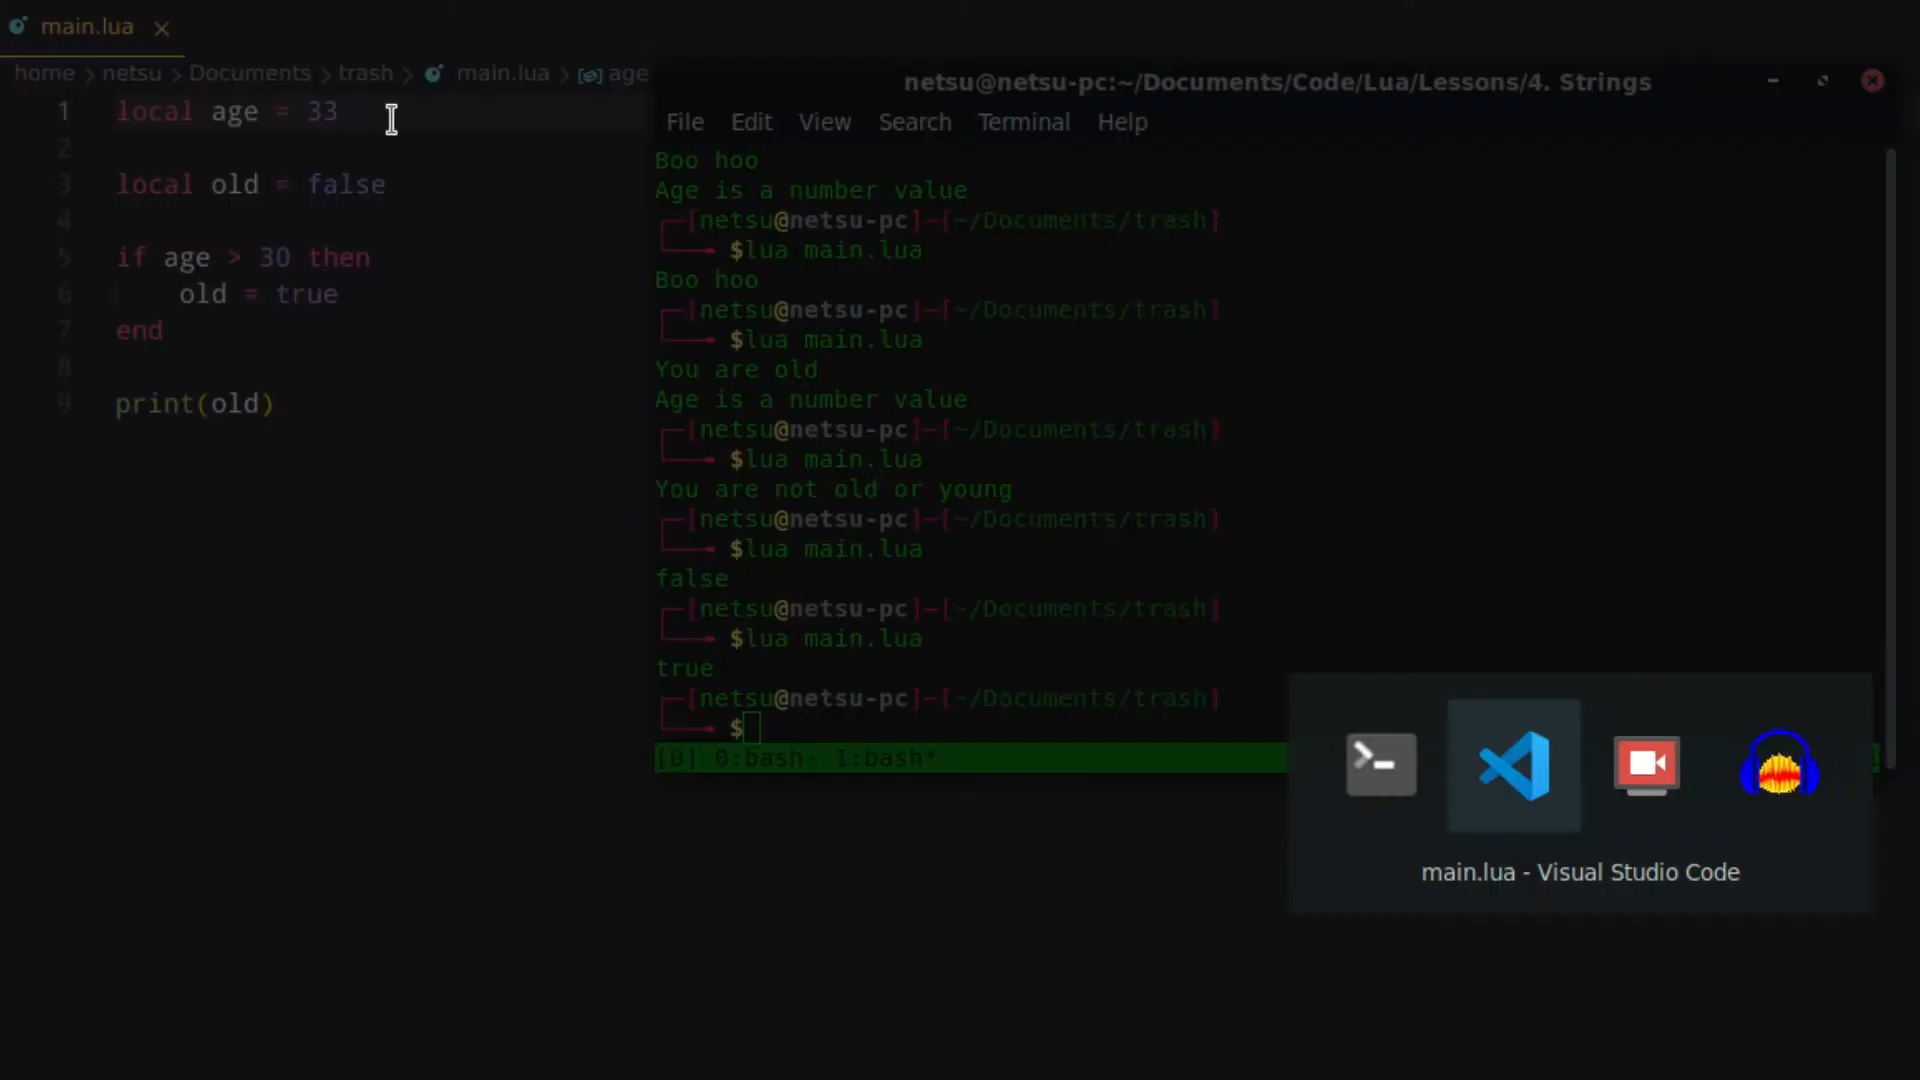 main.lua
home > netsu > Documents > trash > main.lua > age
1 local age = 33
2
3 local old = false
4
5 if age > 30 then
6 old = true
7 end
8
9 print(old)
netsu@netsu-pc:~/Documents/Code/Lua/Lessons/4. Strings
File Edit View Search Terminal Help
Boo hoo
Age is a number value
[netsu@netsu-pc]-[~/Documents/trash]
$lua main.lua
Boo hoo
[netsu@netsu-pc]-[~/Documents/trash]
$lua main.lua
You are old
Age is a number value
[netsu@netsu-pc]-[~/Documents/trash]
$lua main.lua
You are not old or young
[netsu@netsu-pc]-[~/Documents/trash]
$lua main.lua
false
[netsu@netsu-pc]-[~/Documents/trash]
$lua main.lua
true
[netsu@netsu-pc]-[~/Documents/trash]
$
[0] 0:bash- 1:bash*
main.lua - Visual Studio Code